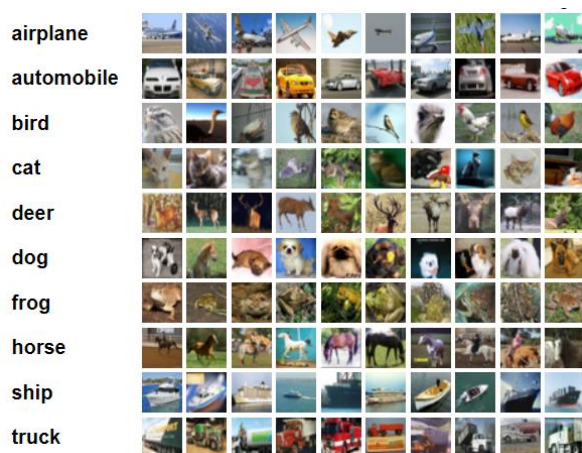 airplane
automobile
bird
cat
deer
dog
frog
horse
ship
truck